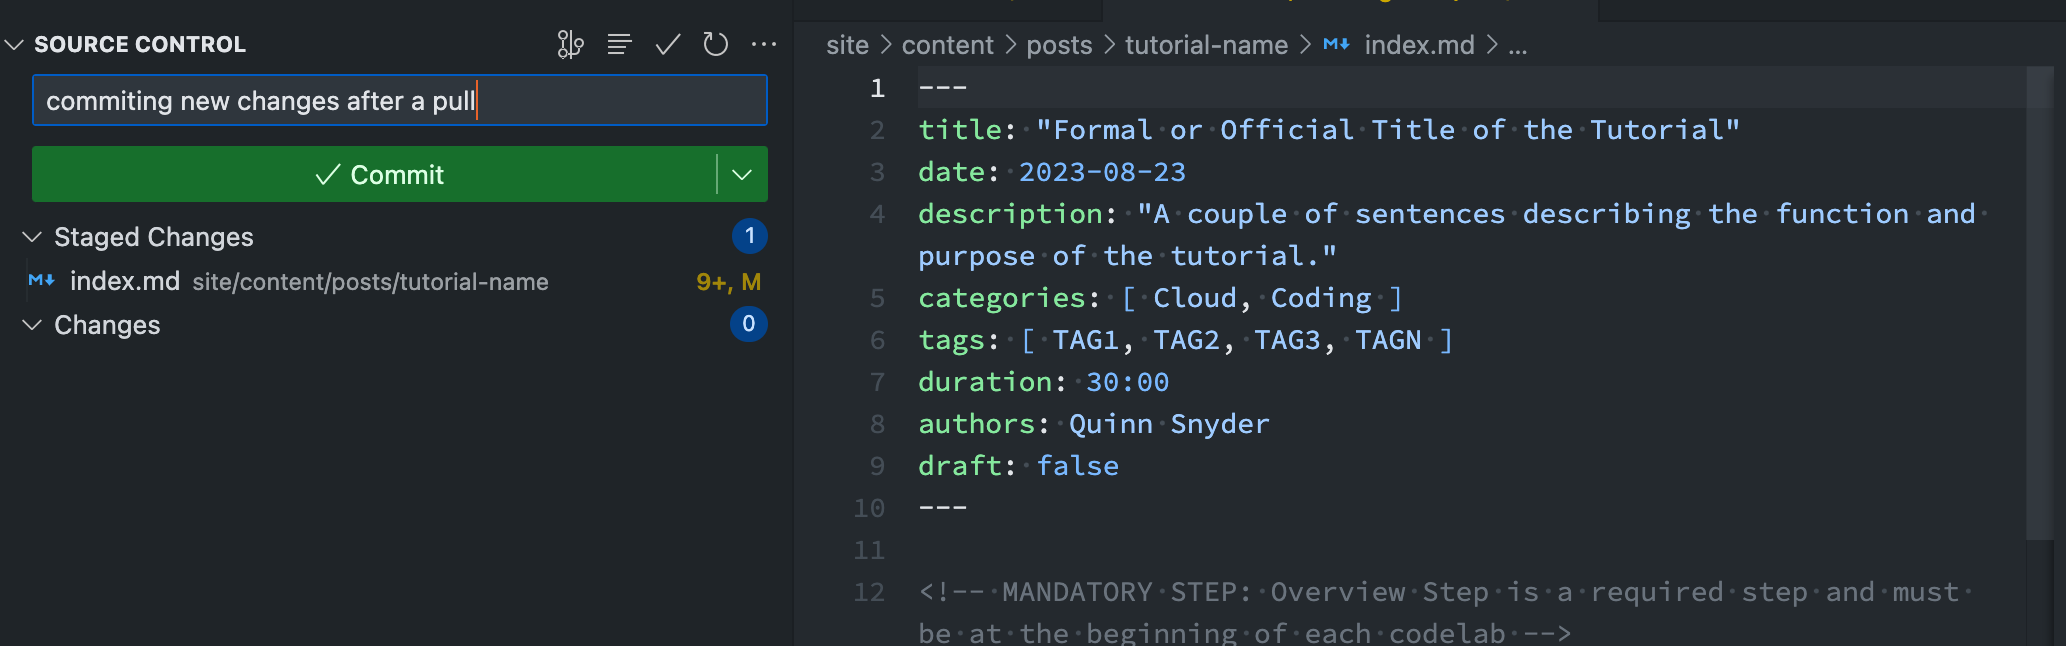 SOURCE CONTROL
commiting new changes after a pull
Commit
Staged Changes 1
index.md site/content/posts/tutorial-name 9+, M
Changes 0
site > content > posts > tutorial-name > index.md > ...
1 ---
2 title: "Formal or Official Title of the Tutorial"
3 date: 2023-08-23
4 description: "A couple of sentences describing the function and
purpose of the tutorial."
5 categories: [ Cloud, Coding ]
6 tags: [ TAG1, TAG2, TAG3, TAGN ]
7 duration: 30:00
8 authors: Quinn Snyder
9 draft: false
10 ---
11
12 <!-- MANDATORY STEP: Overview Step is a required step and must
be at the beginning of each codelab -->